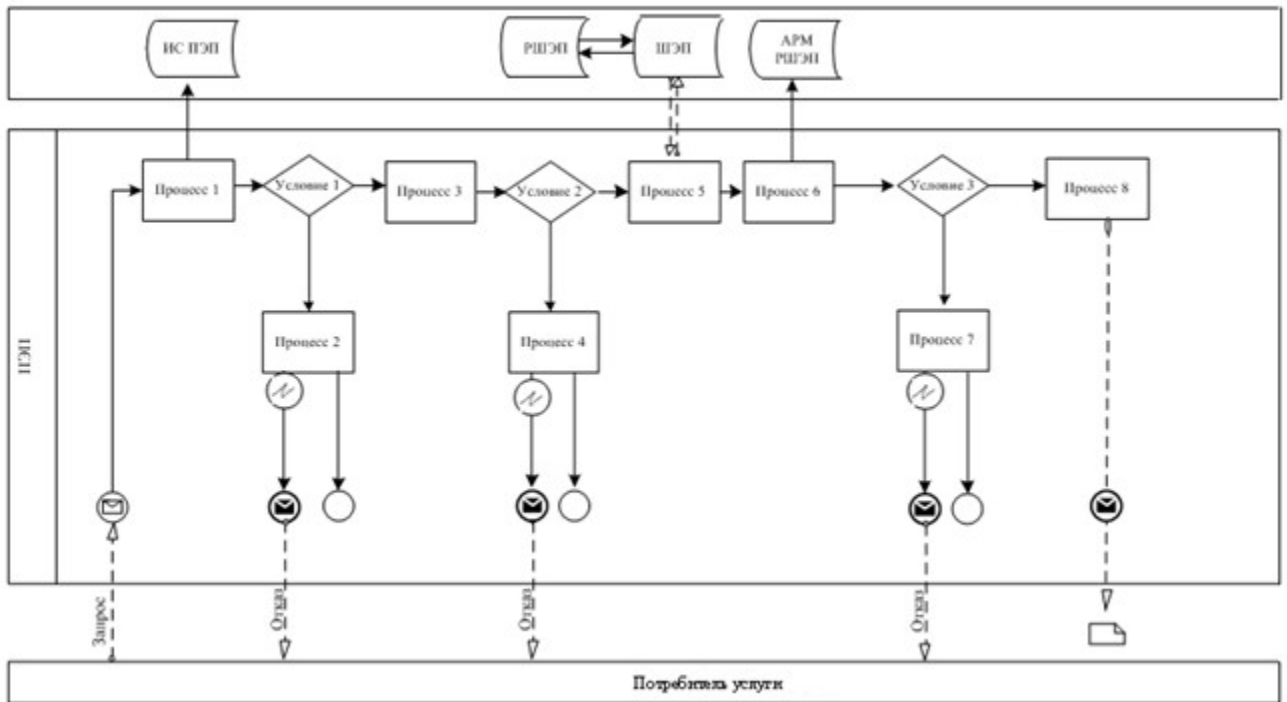 ИС ПЭП
РШЭП
ШЭП
АРМ
РШЭП
Процесс 1
Условие 1
Процесс 3
Условие 2
Процесс 5
Процесс 6
Условие 3
Процесс 8
Процесс 2
Процесс 4
Процесс 7
ПЭП
Запрос
Отказ
Отказ
Отказ
Потребитель услуги